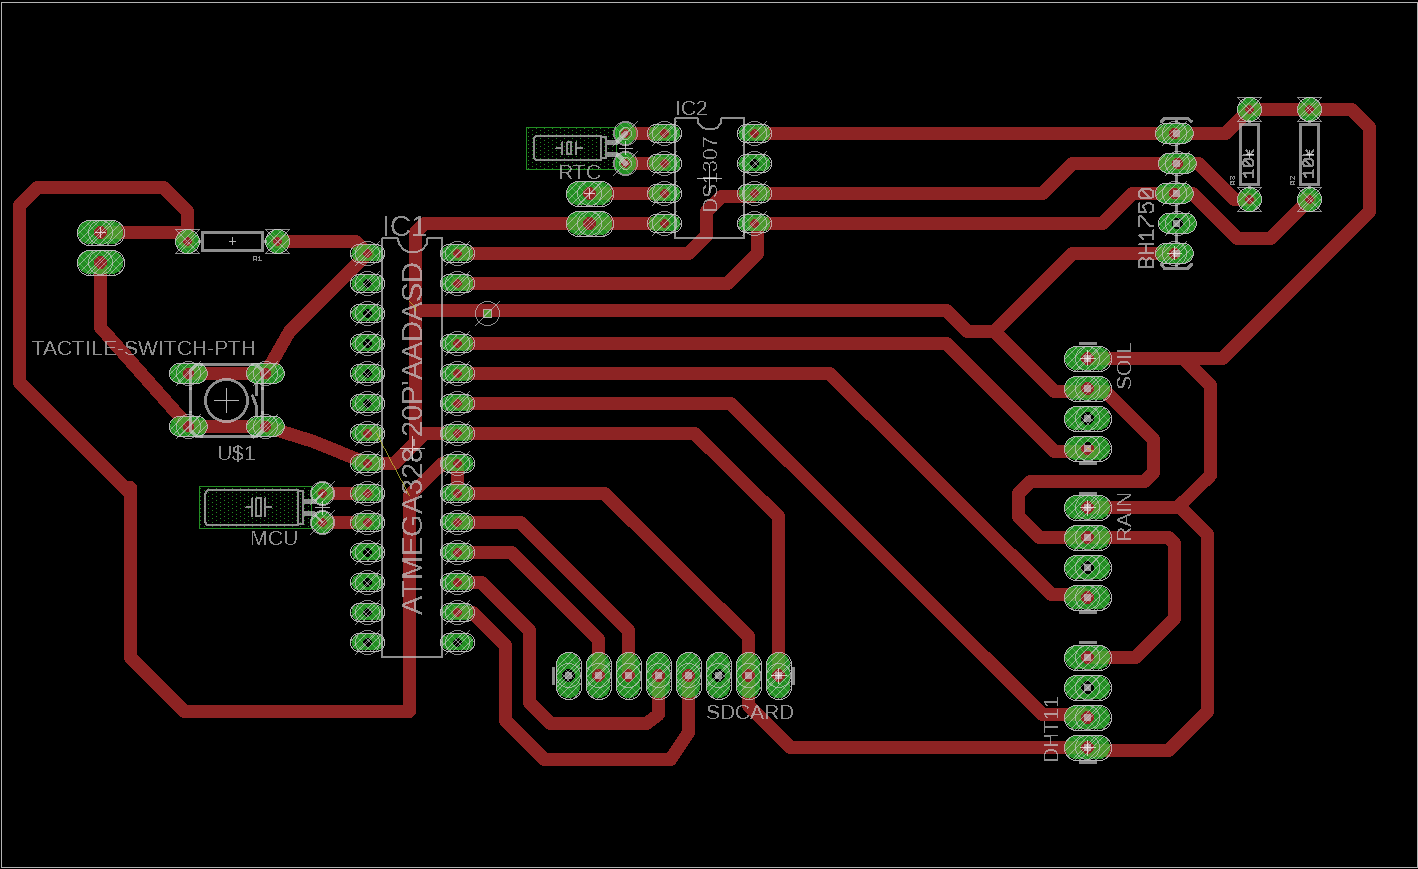 IC2
DS1307
RTC
10k
10k
R3
R2
BH1750
IC1
R1
ATMEGA328-20P'AADASD
TACTILE-SWITCH-PTH
U$1
MCU
SOIL
RAIN
DHT11
SDCARD